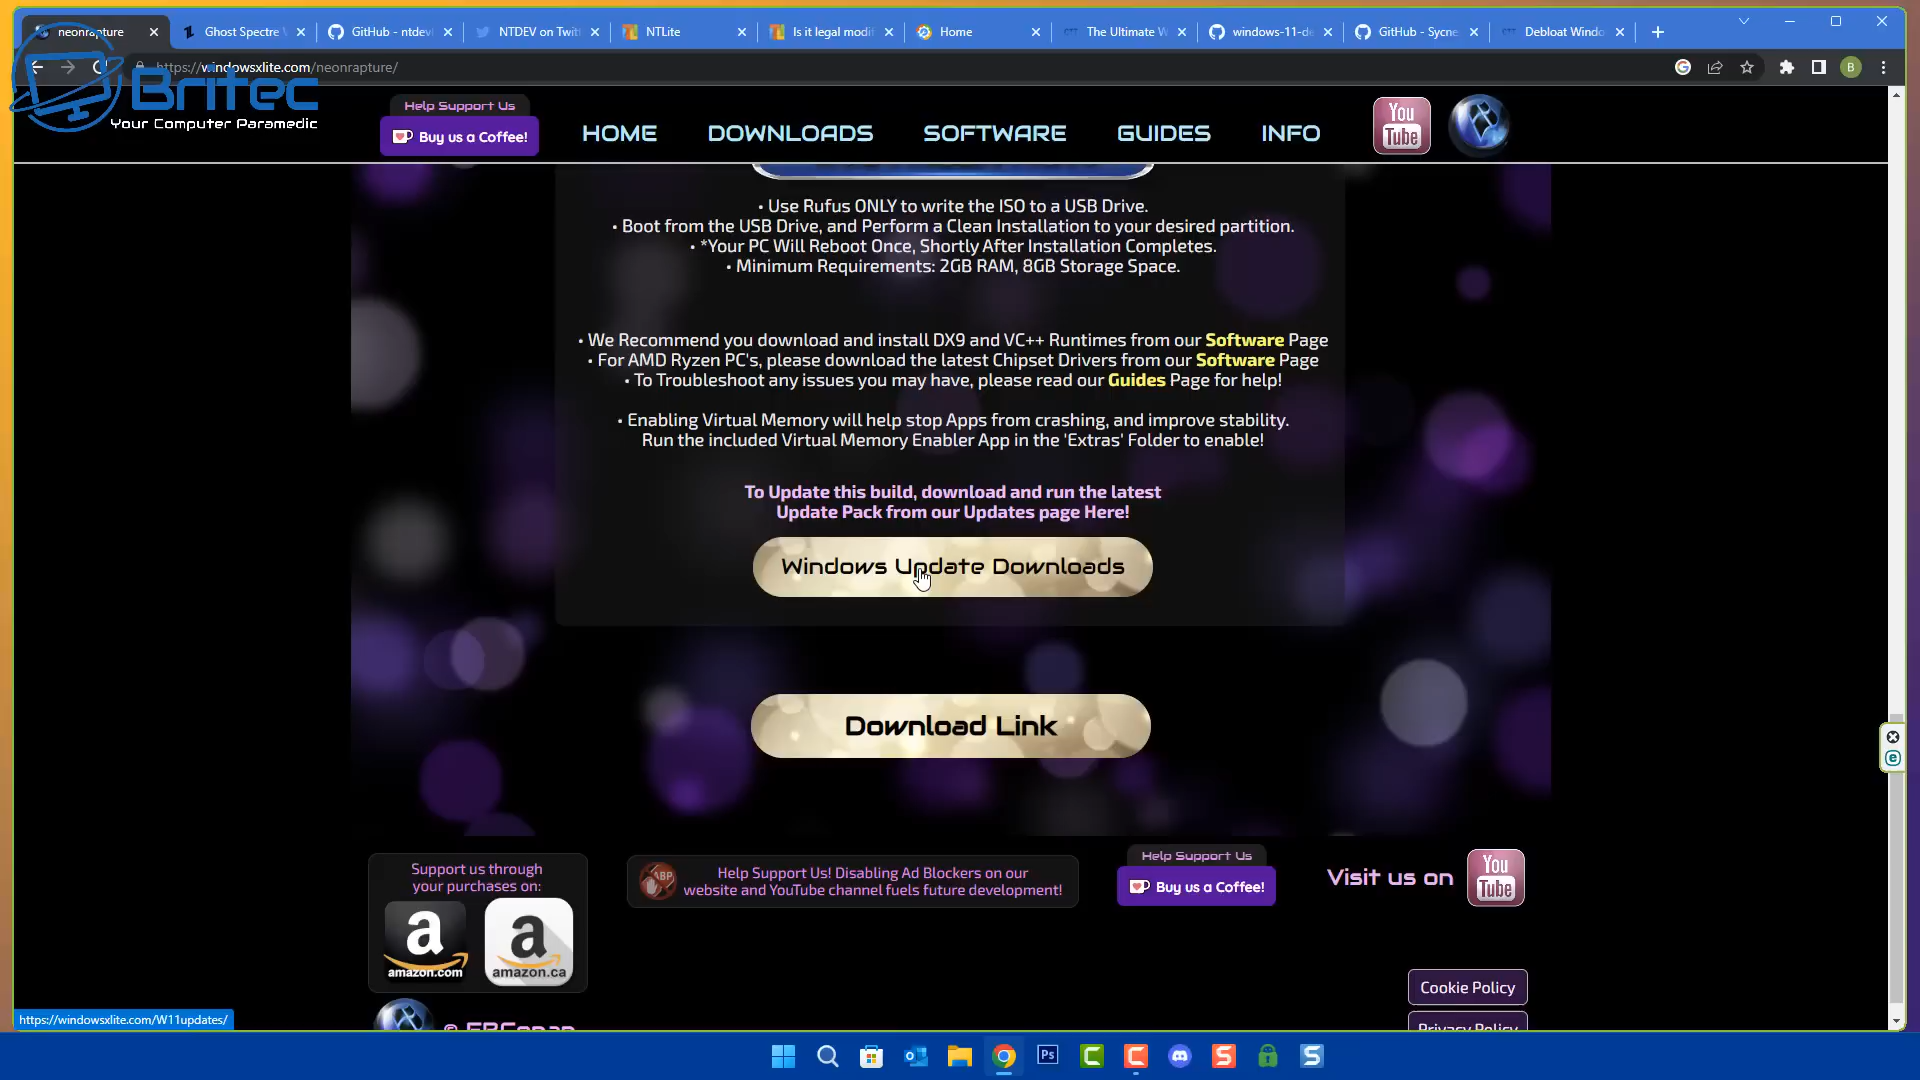 neonrapture
Ghost Spectre
GitHub - ntdev
NTDEV on Twitt
NTLite
Is it legal modif
Home
The Ultimate W
windows-11-de
GitHub - Sycne
Debloat Windo
https://windowsxlite.com/neonrapture/
B
Britec
Your Computer Paramedic
Help Support Us
Buy us a Coffee!
HOME
DOWNLOADS
SOFTWARE
GUIDES
INFO
You
Tube
• Use Rufus ONLY to write the ISO to a USB Drive.
• Boot from the USB Drive, and Perform a Clean Installation to your desired partition.
• *Your PC Will Reboot Once, Shortly After Installation Completes.
• Minimum Requirements: 2GB RAM, 8GB Storage Space.
• We Recommend you download and install DX9 and VC++ Runtimes from our Software Page
• For AMD Ryzen PC's, please download the latest Chipset Drivers from our Software Page
• To Troubleshoot any issues you may have, please read our Guides Page for help!
• Enabling Virtual Memory will help stop Apps from crashing, and improve stability.
Run the included Virtual Memory Enabler App in the 'Extras' Folder to enable!
To Update this build, download and run the latest
Update Pack from our Updates page Here!
Windows Update Downloads
Download Link
Support us through
your purchases on:
a
amazon.com
a
amazon.ca
ABP
Help Support Us! Disabling Ad Blockers on our
website and YouTube channel fuels future development!
Help Support Us
Buy us a Coffee!
Visit us on
You
Tube
Cookie Policy
Privacy Policy
https://windowsxlite.com/W11updates/
Ps